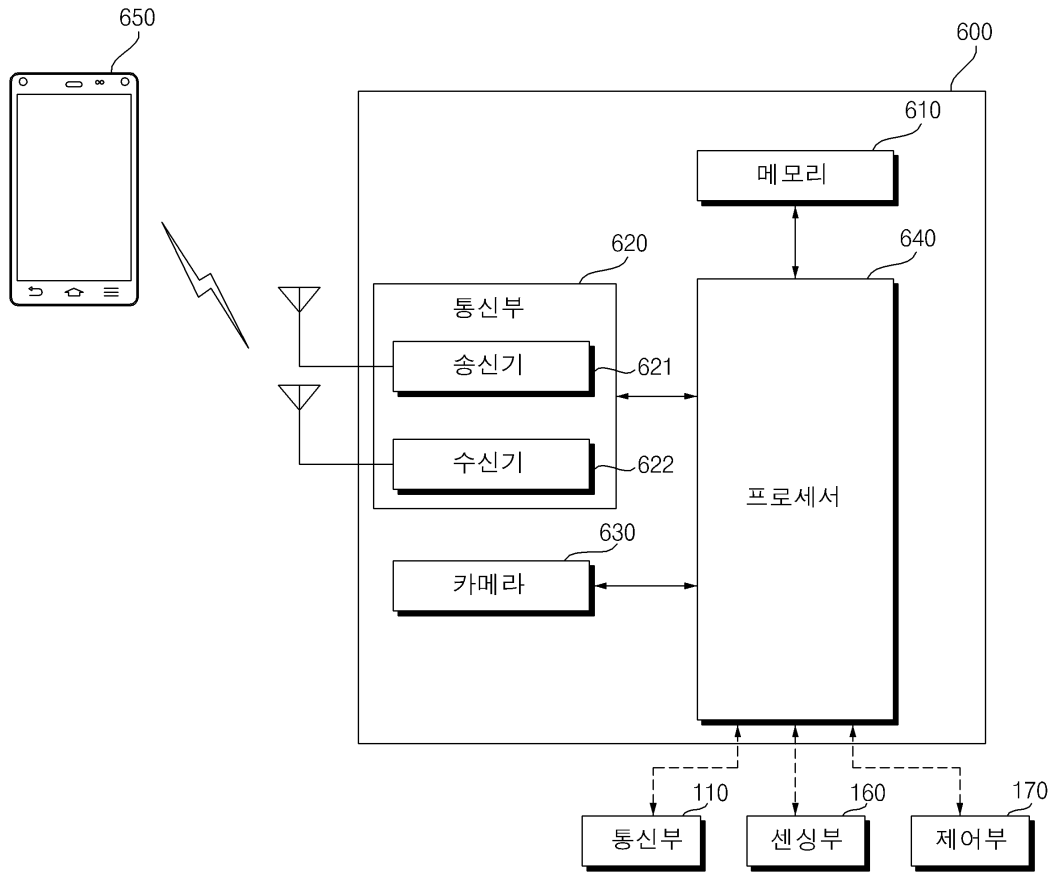 650
600
610
메모리
640
620
통신부
송신기
621
수신기
622
프로세서
630
카메라
110
통신부
160
센싱부
170
제어부